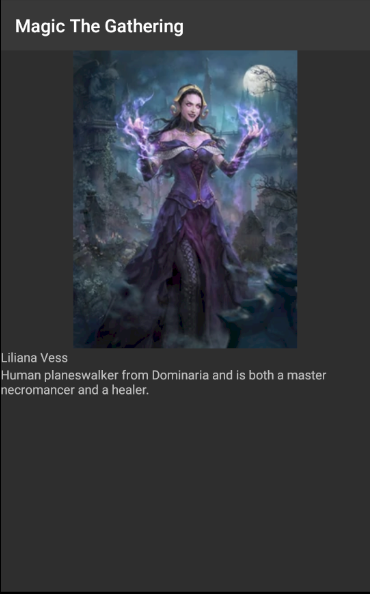 Magic The Gathering
Liliana Vess
Human planeswalker from Dominaria and is both a master
necromancer and a healer.